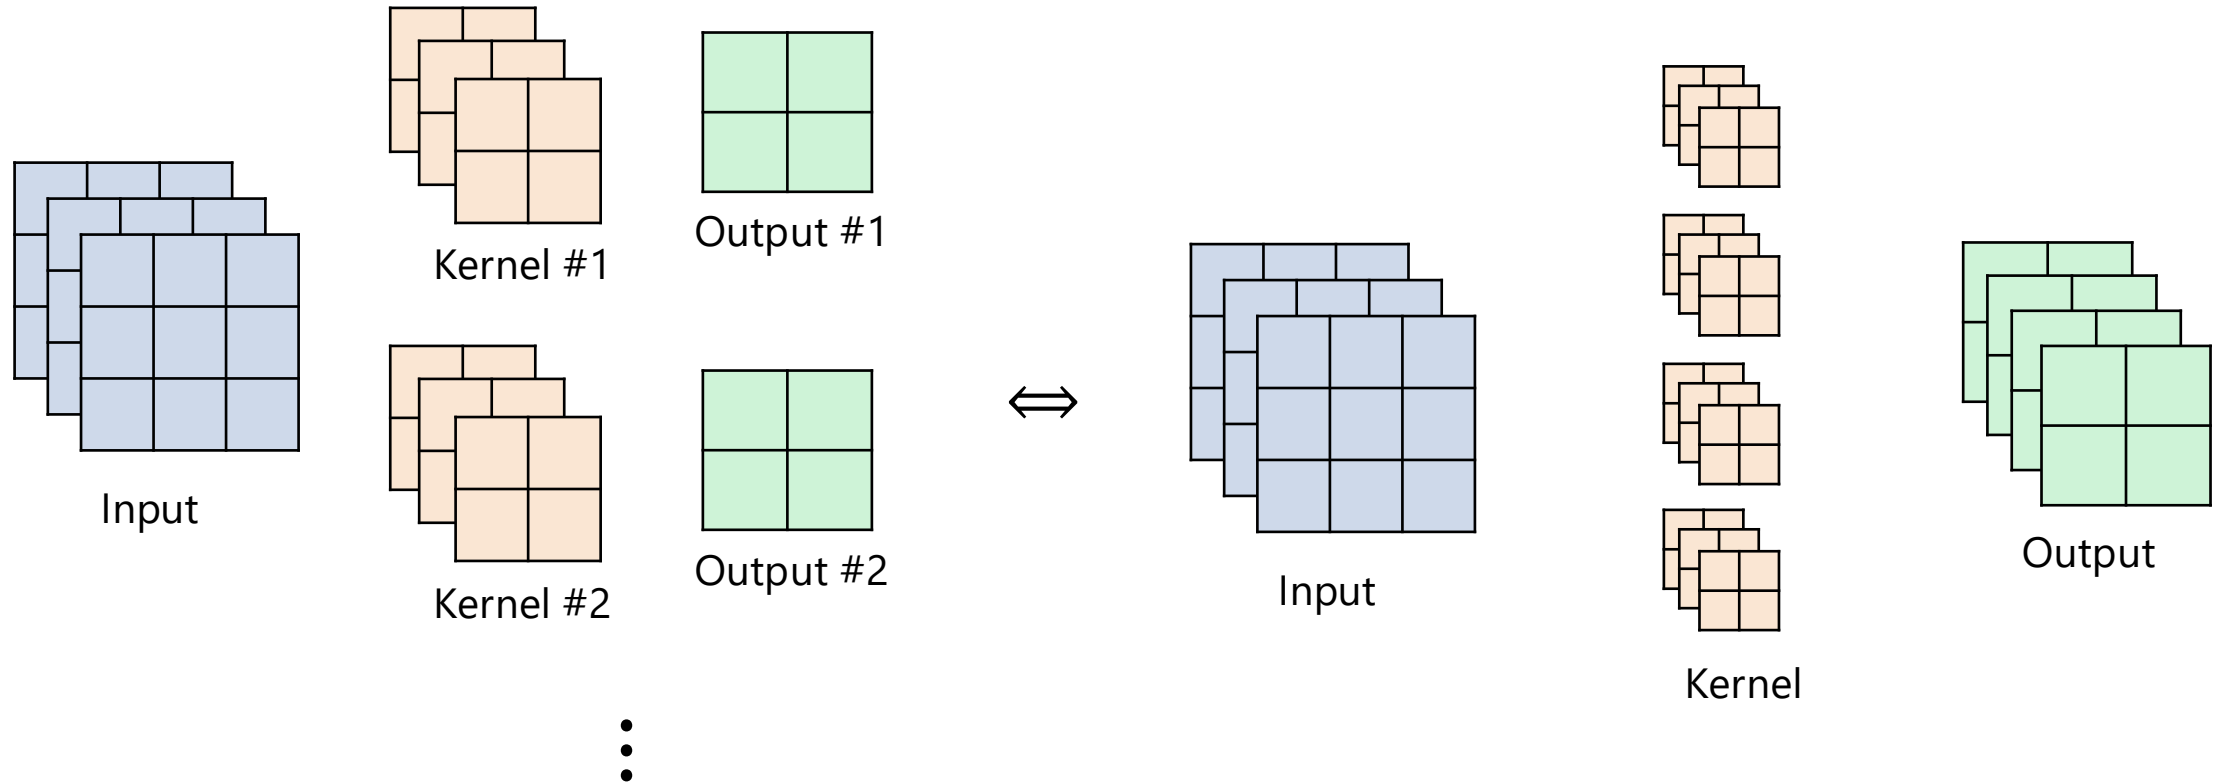 Input
Kernel #1
Output #1
Kernel #2
Output #2
Input
Kernel
Output